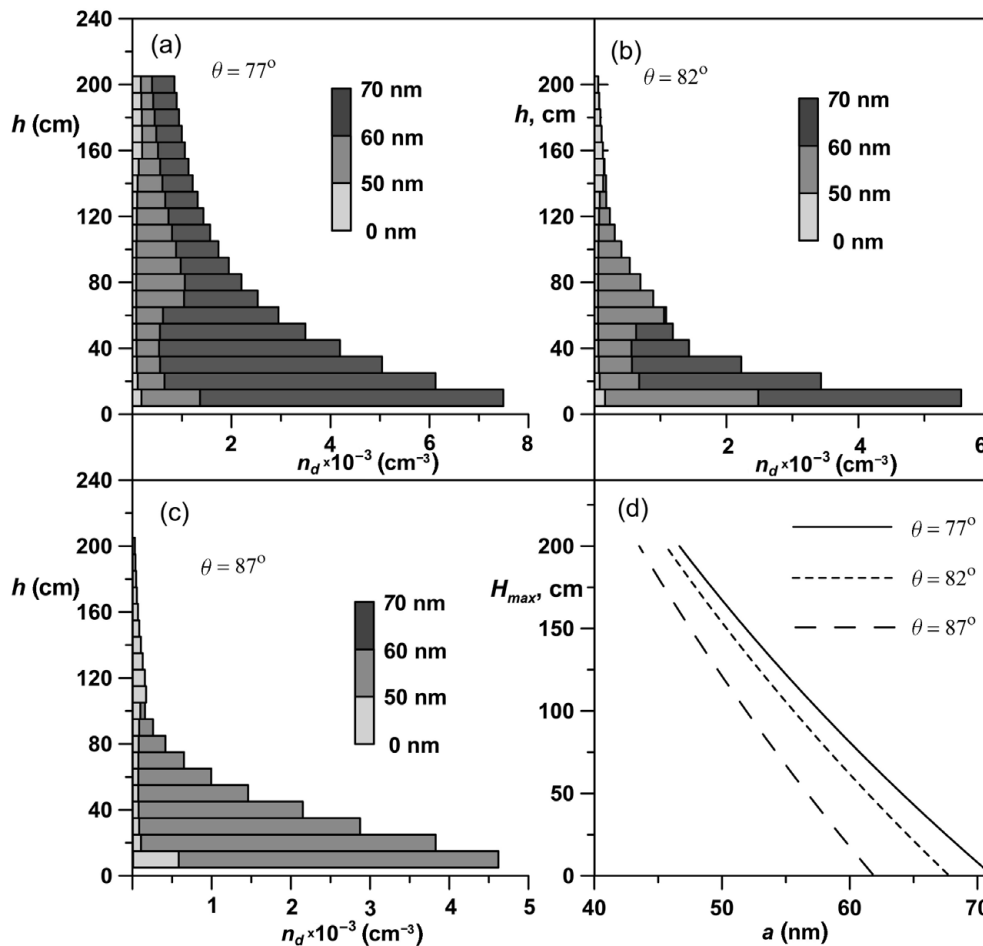 240
(a)
θ = 77°
200
h (cm)
160
120
80
40
0
70 nm
60 nm
50 nm
0 nm
2
4
6
8
n_d ×10⁻³ (cm⁻³)
(b)
θ = 82°
200
h, cm
160
120
80
40
0
70 nm
60 nm
50 nm
0 nm
2
4
6
n_d ×10⁻³ (cm⁻³)
240
(c)
θ = 87°
200
h (cm)
160
120
80
40
0
70 nm
60 nm
50 nm
0 nm
1
2
3
4
5
n_d ×10⁻³ (cm⁻³)
(d)
θ = 77°
θ = 82°
θ = 87°
200
H_max, cm
150
100
50
0
40
50
60
70
a (nm)